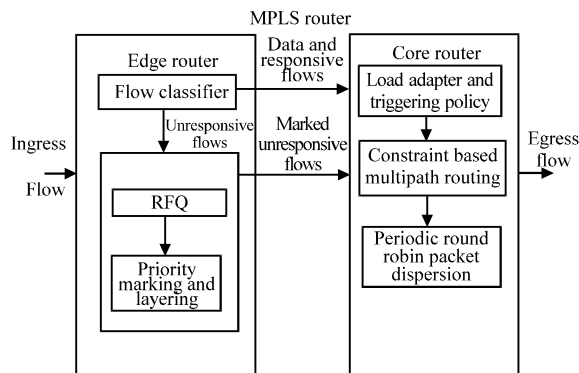 MPLS router
Edge router
Flow classifier
Unresponsive
flows
RFQ
Priority
marking and
layering
Ingress
Flow
Data and
responsive
flows
Marked
unresponsive
flows
Core router
Load adapter and
triggering policy
Constraint based
multipath routing
Periodic round
robin packet
dispersion
Egress
flow